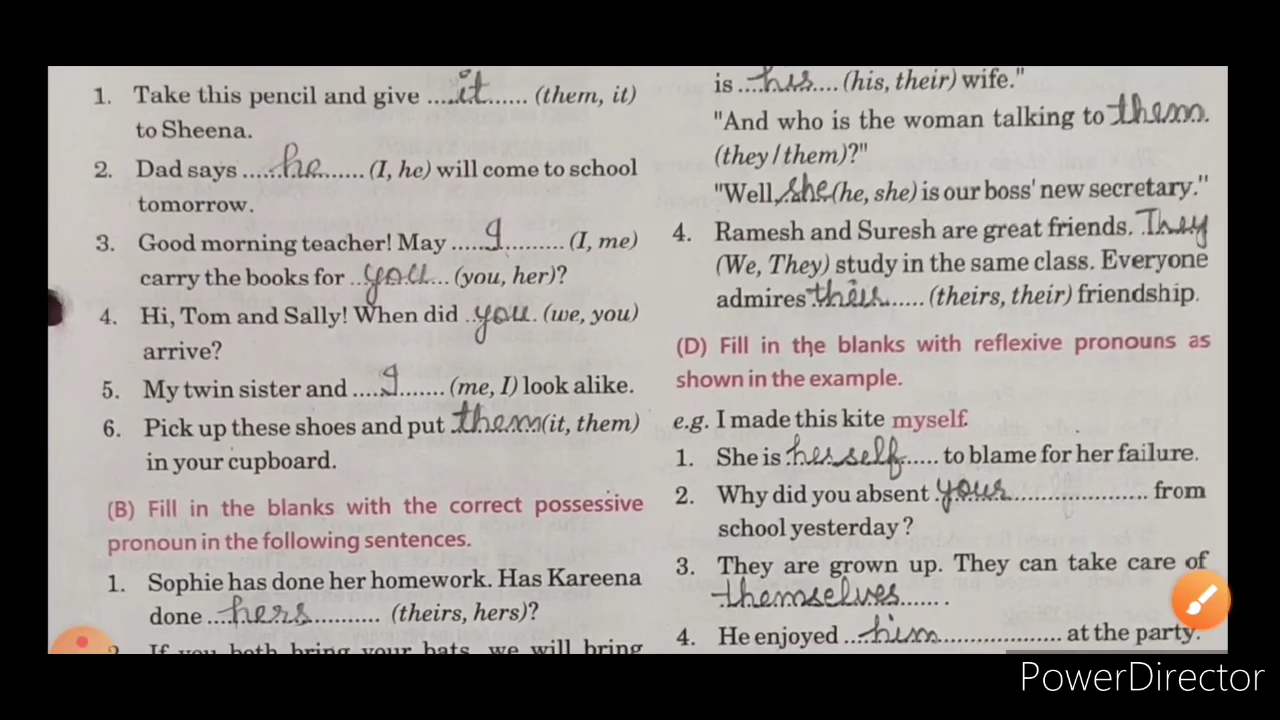 1. Take this pencil and give ....it...... (them, it)
to Sheena.
2. Dad says ......he...... (I, he) will come to school
tomorrow.
3. Good morning teacher! May .....I.......... (I, me)
carry the books for ..you... (you, her)?
4. Hi, Tom and Sally! When did ..you. (we, you)
arrive?
5. My twin sister and .....I....... (me, I) look alike.
6. Pick up these shoes and put them (it, them)
in your cupboard.
(B) Fill in the blanks with the correct possessive
pronoun in the following sentences.
1. Sophie has done her homework. Has Kareena
done ...hers.......... (theirs, hers)?
If you both bring your bats, we will bring
is ....his.... (his, their) wife."
"And who is the woman talking to them.
(they / them)?"
"Well, she (he, she) is our boss' new secretary."
4. Ramesh and Suresh are great friends. They
(We, They) study in the same class. Everyone
admires their...... (theirs, their) friendship.
(D) Fill in the blanks with reflexive pronouns as
shown in the example.
e.g. I made this kite myself.
1. She is herself..... to blame for her failure.
2. Why did you absent .your...................... from
school yesterday?
3. They are grown up. They can take care of
themselves...... .
4. He enjoyed ...him................... at the party.
PowerDirector